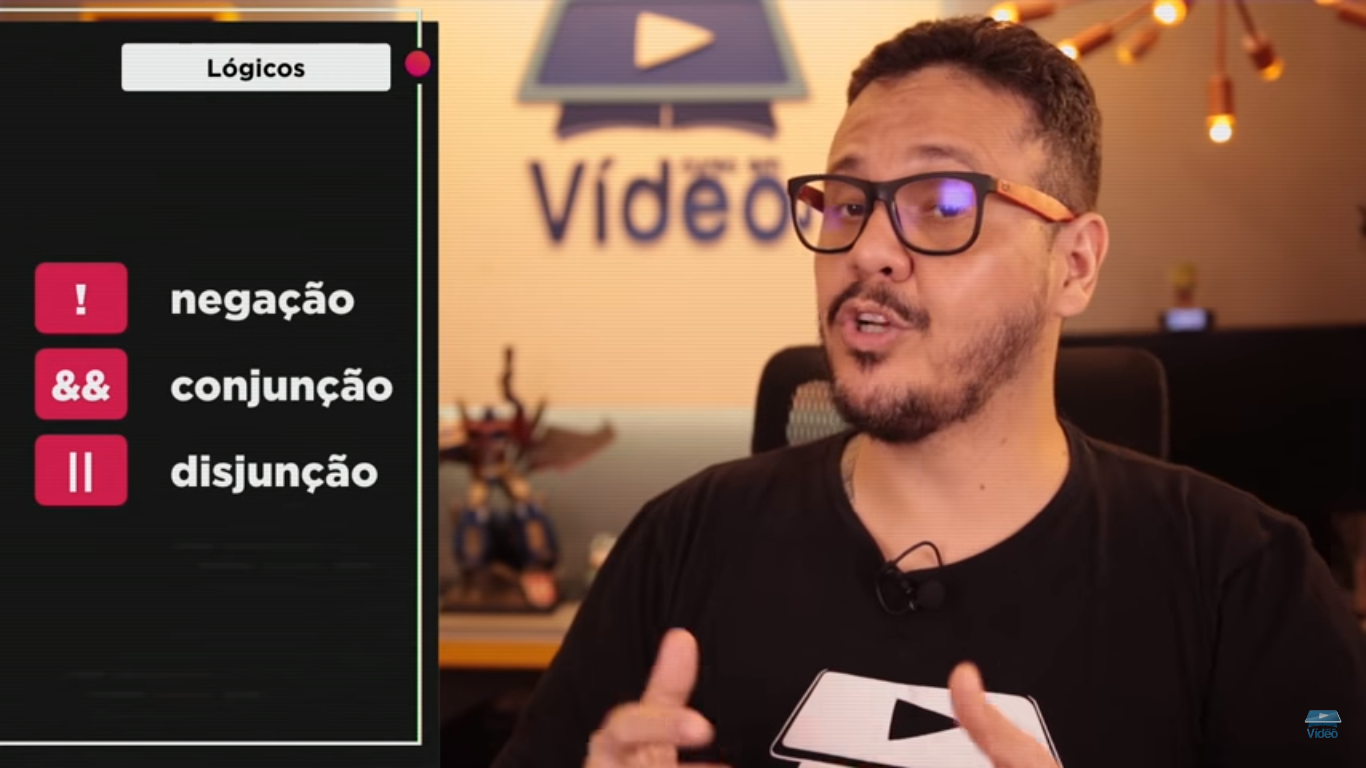 Lógicos
! negação
&& conjunção
|| disjunção
Vídeo
Vídeo